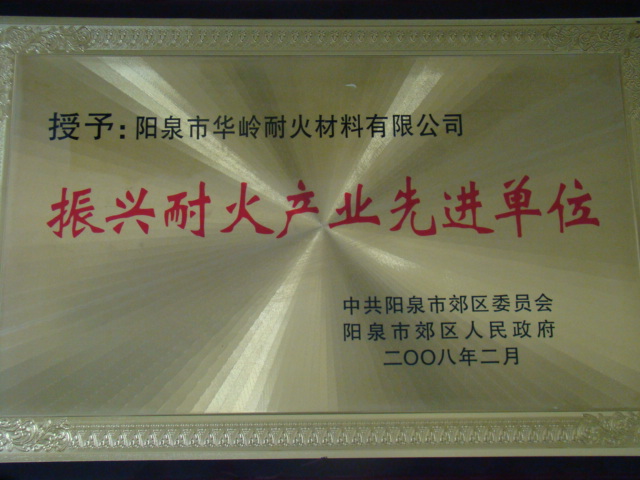 授予：阳泉市华岭耐火材料有限公司
振兴耐火产业先进单位
中共阳泉市郊区委员会
阳泉市郊区人民政府
二〇〇八年二月